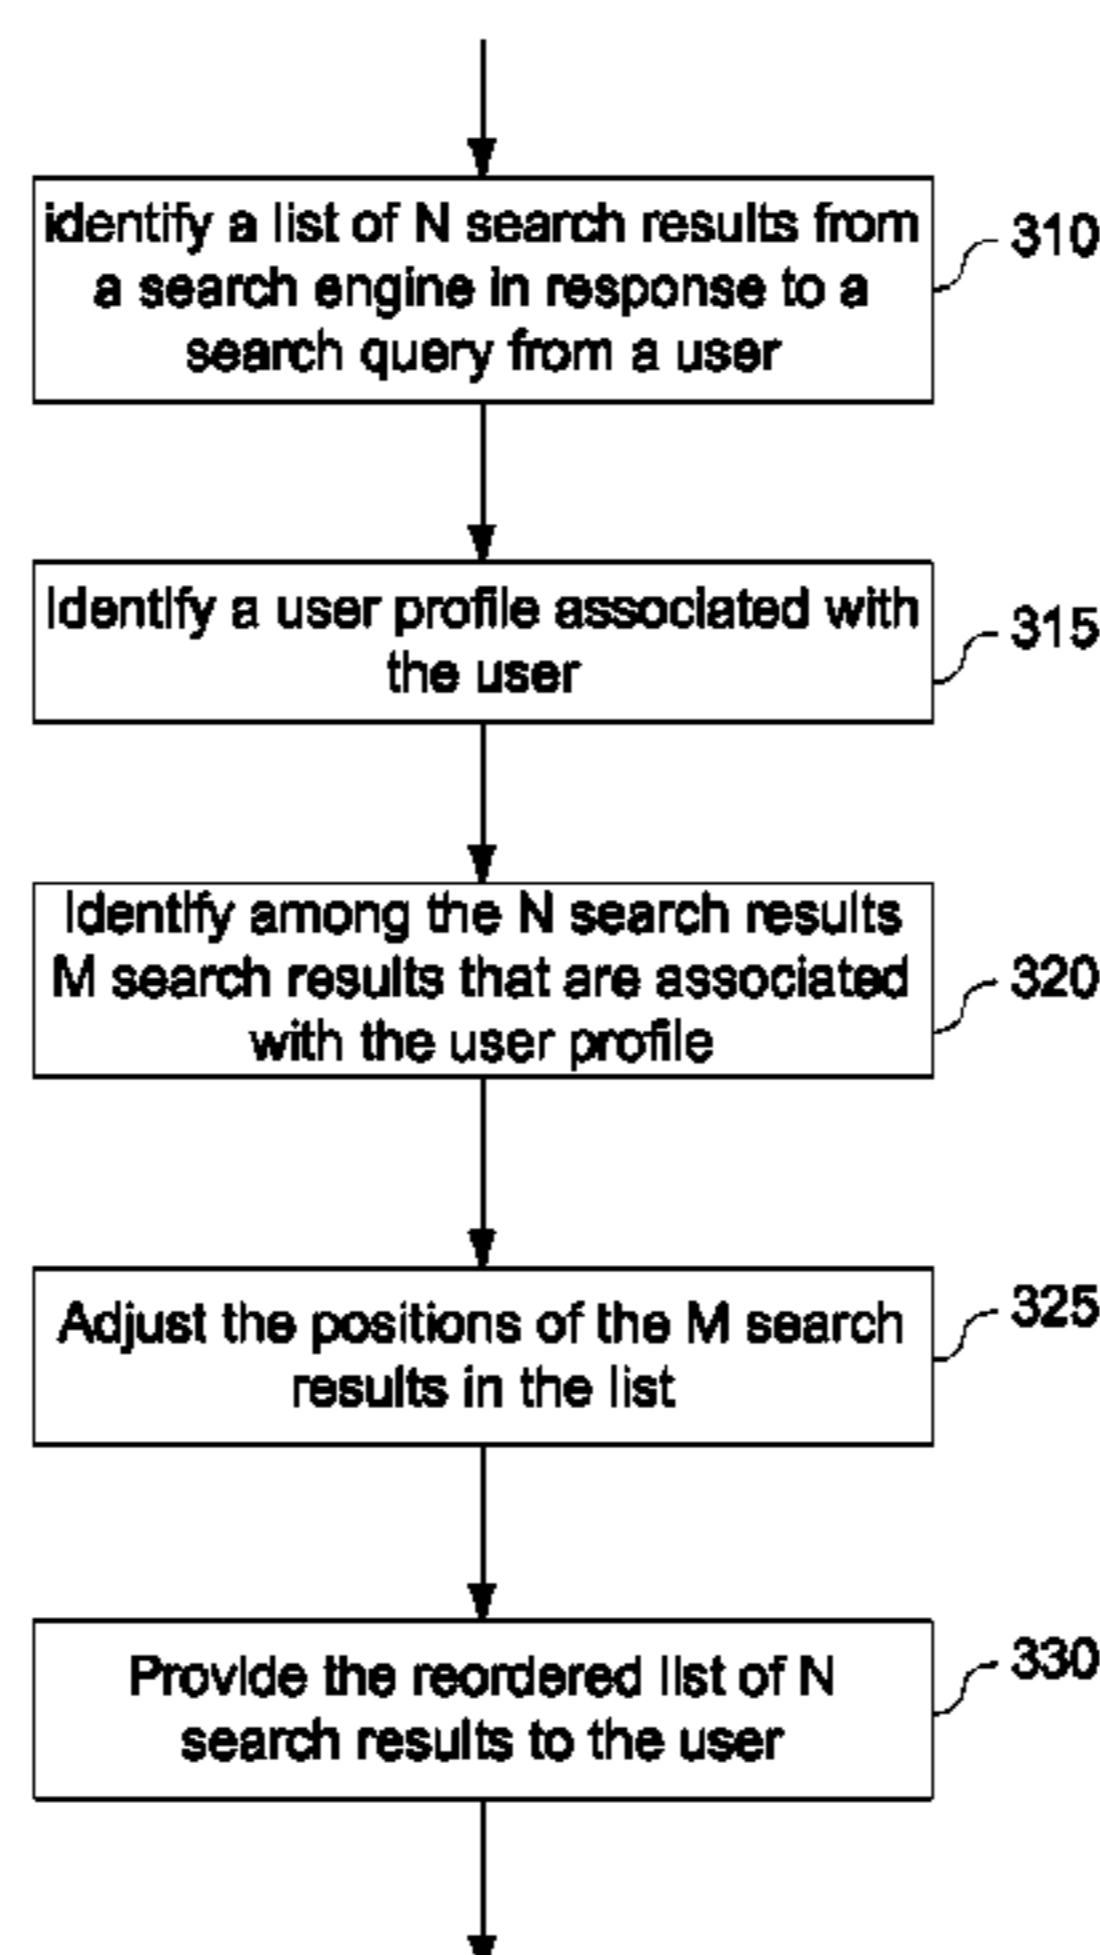 identify a list of N search results from
a search engine in response to a
search query from a user
310
Identify a user profile associated with
the user
315
Identify among the N search results
M search results that are associated
with the user profile
320
Adjust the positions of the M search
results in the list
325
Provide the reordered list of N
search results to the user
330